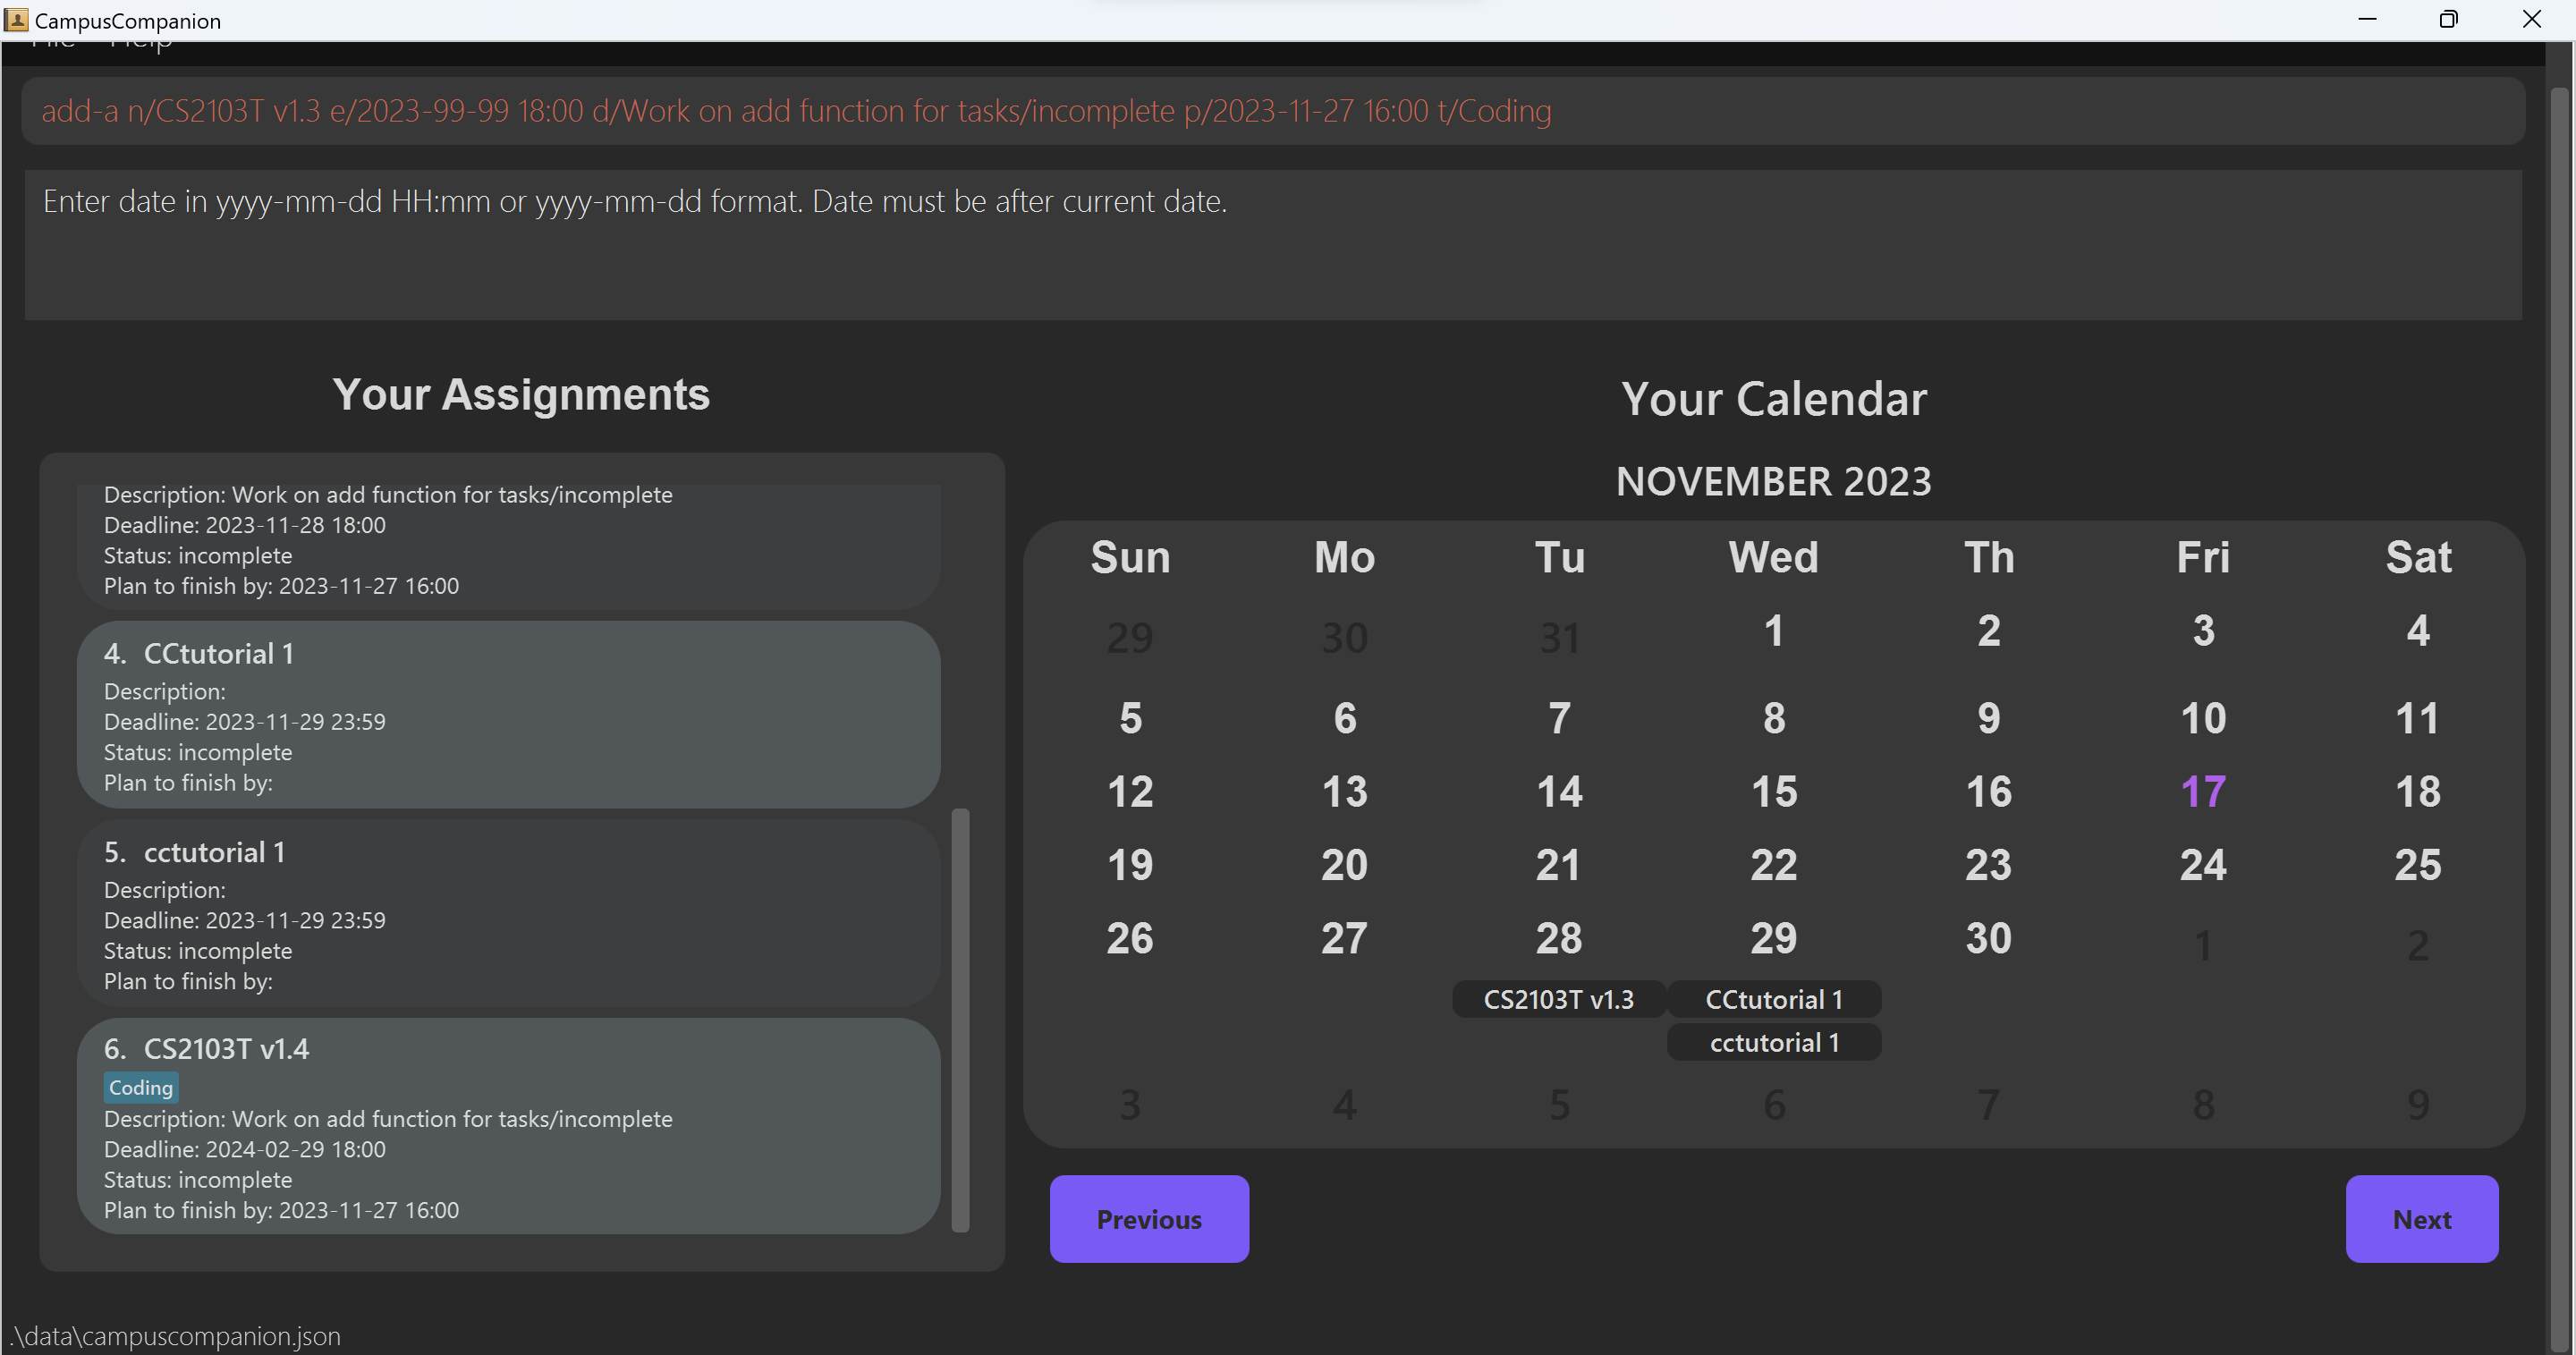 CampusCompanion
File Help
add-a n/CS2103T v1.3 e/2023-99-99 18:00 d/Work on add function for tasks/incomplete p/2023-11-27 16:00 t/Coding
Enter date in yyyy-mm-dd HH:mm or yyyy-mm-dd format. Date must be after current date.
Your Assignments
Description: Work on add function for tasks/incomplete
Deadline: 2023-11-28 18:00
Status: incomplete
Plan to finish by: 2023-11-27 16:00
4. CCtutorial 1
Description:
Deadline: 2023-11-29 23:59
Status: incomplete
Plan to finish by:
5. cctutorial 1
Description:
Deadline: 2023-11-29 23:59
Status: incomplete
Plan to finish by:
6. CS2103T v1.4
Coding
Description: Work on add function for tasks/incomplete
Deadline: 2024-02-29 18:00
Status: incomplete
Plan to finish by: 2023-11-27 16:00
Your Calendar
NOVEMBER 2023
Sun Mo Tu Wed Th Fri Sat
29 30 31 1 2 3 4
5 6 7 8 9 10 11
12 13 14 15 16 17 18
19 20 21 22 23 24 25
26 27 28 29 30 1 2
CS2103T v1.3 CCtutorial 1
cctutorial 1
3 4 5 6 7 8 9
Previous Next
.\data\campuscompanion.json